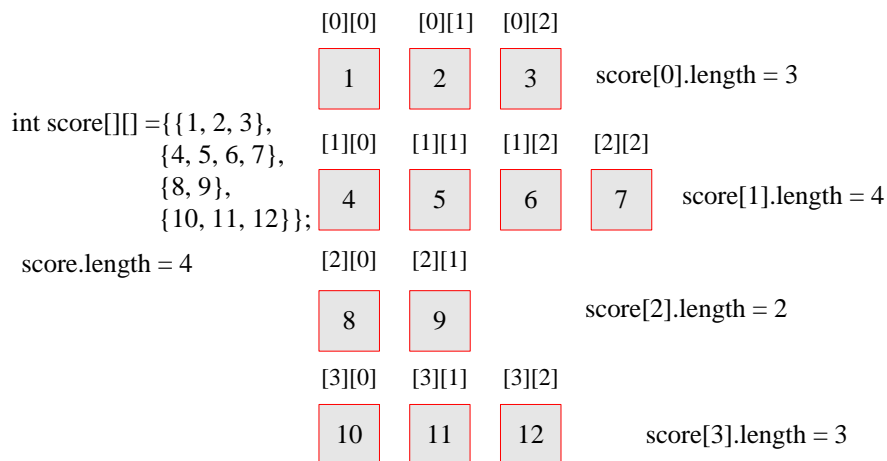 [0][0] [0][1] [0][2]
1 2 3 score[0].length = 3
int score[][] ={{1, 2, 3},
{4, 5, 6, 7},
{8, 9},
{10, 11, 12}};
[1][0] [1][1] [1][2] [2][2]
4 5 6 7 score[1].length = 4
score.length = 4
[2][0] [2][1]
8 9 score[2].length = 2
[3][0] [3][1] [3][2]
10 11 12 score[3].length = 3